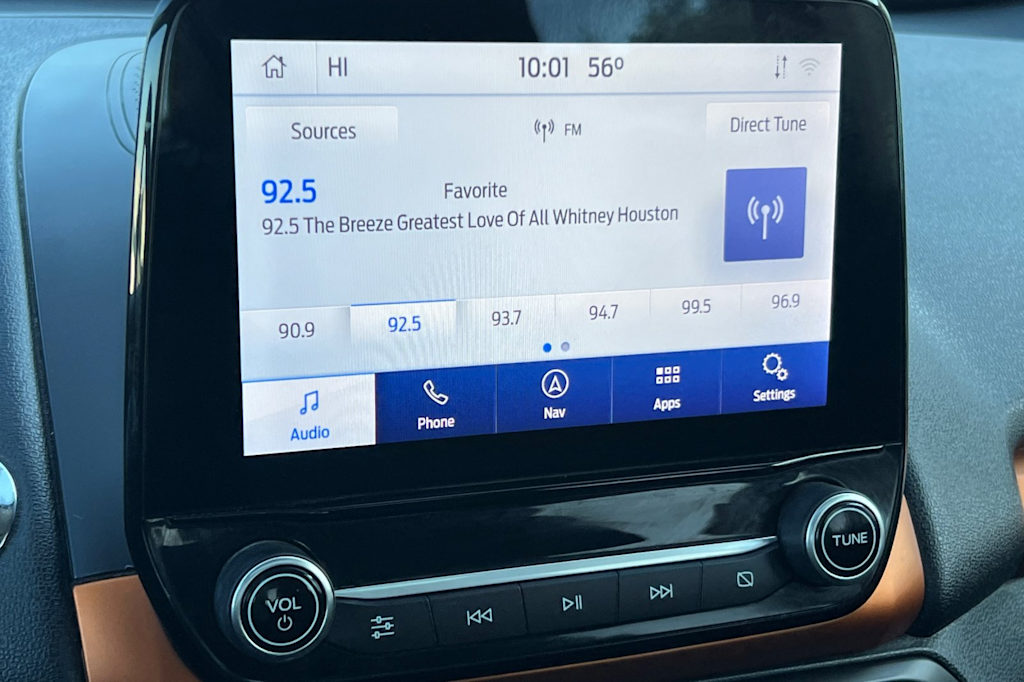 HI 10:01 56°
Sources FM Direct Tune
92.5 Favorite
92.5 The Breeze Greatest Love Of All Whitney Houston
90.9 92.5 93.7 94.7 99.5 96.9
Audio Phone Nav Apps Settings
VOL TUNE